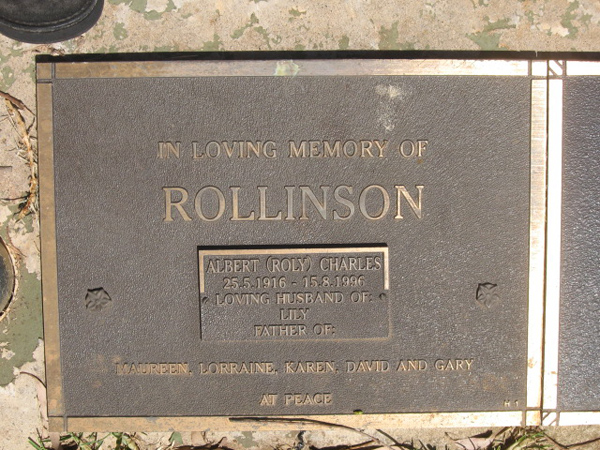 IN LOVING MEMORY OF
ROLLINSON
ALBERT (ROLY) CHARLES
25.5.1916 - 15.8.1996
LOVING HUSBAND OF:
LILY
FATHER OF:
MAUREEN, LORRAINE, KAREN, DAVID AND GARY
AT PEACE
H 1